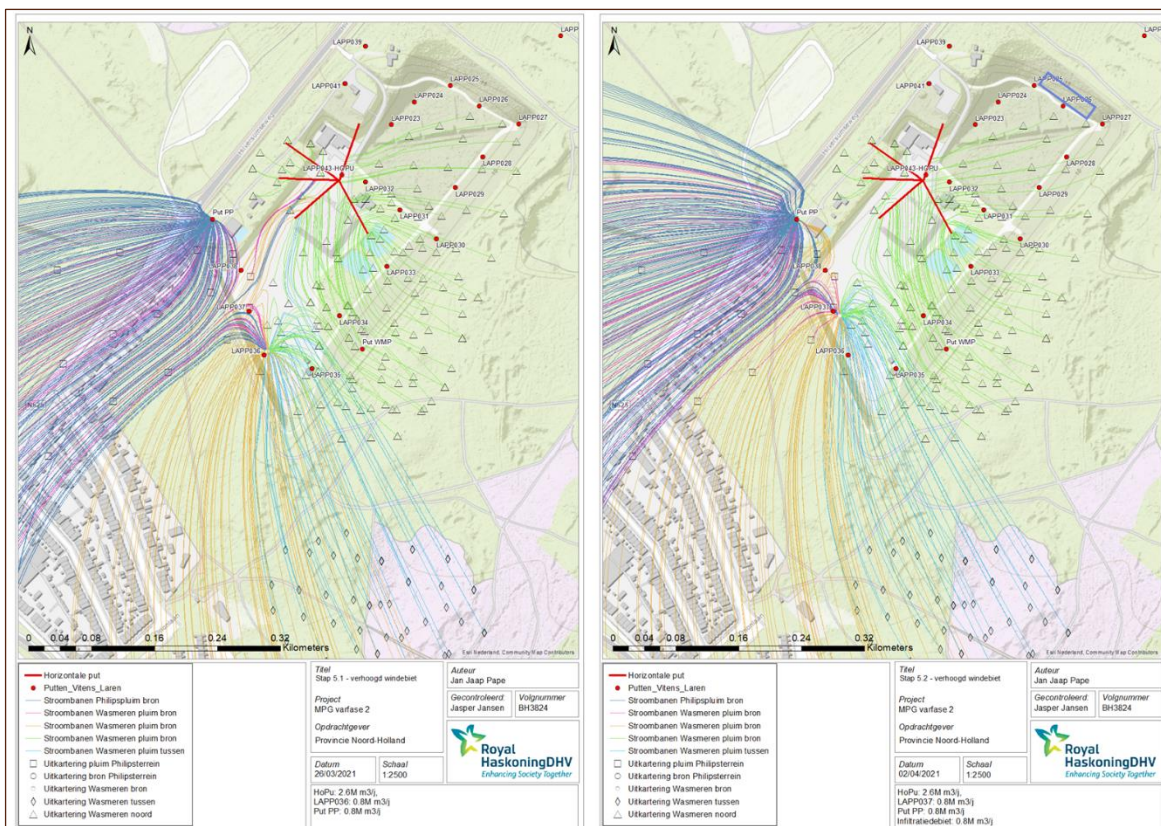 N
LAPP039
LAPP
LAPP041
LAPP025
LAPP024
LAPP026
LAPP023
LAPP027
LAPP028
LAPP043-HOPU
LAPP032
LAPP029
LAPP031
Put PP
LAPP030
LAPP038
LAPP033
LAPP037
LAPP034
LAPP036
Put WMP
LAPP035
0 0.04 0.08 0.16 0.24 0.32
Kilometers
Esri Nederland, Community Map Contributors
Horizontale put
Putten_Vitens_Laren
Stroombanen Philipspluim bron
Stroombanen Wasmeren pluim bron
Stroombanen Wasmeren pluim bron
Stroombanen Wasmeren pluim bron
Stroombanen Wasmeren pluim tussen
Uitkartering pluim Philipsterrein
Uitkartering bron Philipsterrein
Uitkartering Wasmeren bron
Uitkartering Wasmeren tussen
Uitkartering Wasmeren noord
Titel
Stap 5.1 - verhoogd windebiet
Project
MPG varfase 2
Opdrachtgever
Provincie Noord-Holland
Datum
26/03/2021
Schaal
1:2500
Auteur
Jan Jaap Pape
Gecontroleerd:
Jasper Jansen
Volgnummer
BH3824
Royal
HaskoningDHV
Enhancing Society Together
HoPu: 2.6M m3/j,
LAPP036: 0.8M m3/j
Put PP: 0.8M m3/j
N
LAPP039
LAPP
LAPP041
LAPP025
LAPP024
LAPP026
LAPP023
LAPP027
LAPP028
LAPP043-HOPU
LAPP032
LAPP029
LAPP031
Put PP
LAPP030
LAPP038
LAPP033
LAPP037
LAPP034
LAPP036
Put WMP
LAPP035
0 0.04 0.08 0.16 0.24 0.32
Kilometers
Esri Nederland, Community Map Contributors
Horizontale put
Putten_Vitens_Laren
Stroombanen Philipspluim bron
Stroombanen Wasmeren pluim bron
Stroombanen Wasmeren pluim bron
Stroombanen Wasmeren pluim bron
Stroombanen Wasmeren pluim tussen
Uitkartering pluim Philipsterrein
Uitkartering bron Philipsterrein
Uitkartering Wasmeren bron
Uitkartering Wasmeren tussen
Uitkartering Wasmeren noord
Titel
Stap 5.2 - verhoogd windebiet
Project
MPG varfase 2
Opdrachtgever
Provincie Noord-Holland
Datum
02/04/2021
Schaal
1:2500
Auteur
Jan Jaap Pape
Gecontroleerd:
Jasper Jansen
Volgnummer
BH3824
Royal
HaskoningDHV
Enhancing Society Together
HoPu: 2.6M m3/j,
LAPP037: 0.8M m3/j
Put PP: 0.8M m3/j
Infiltratiedebiet: 0.8M m3/j